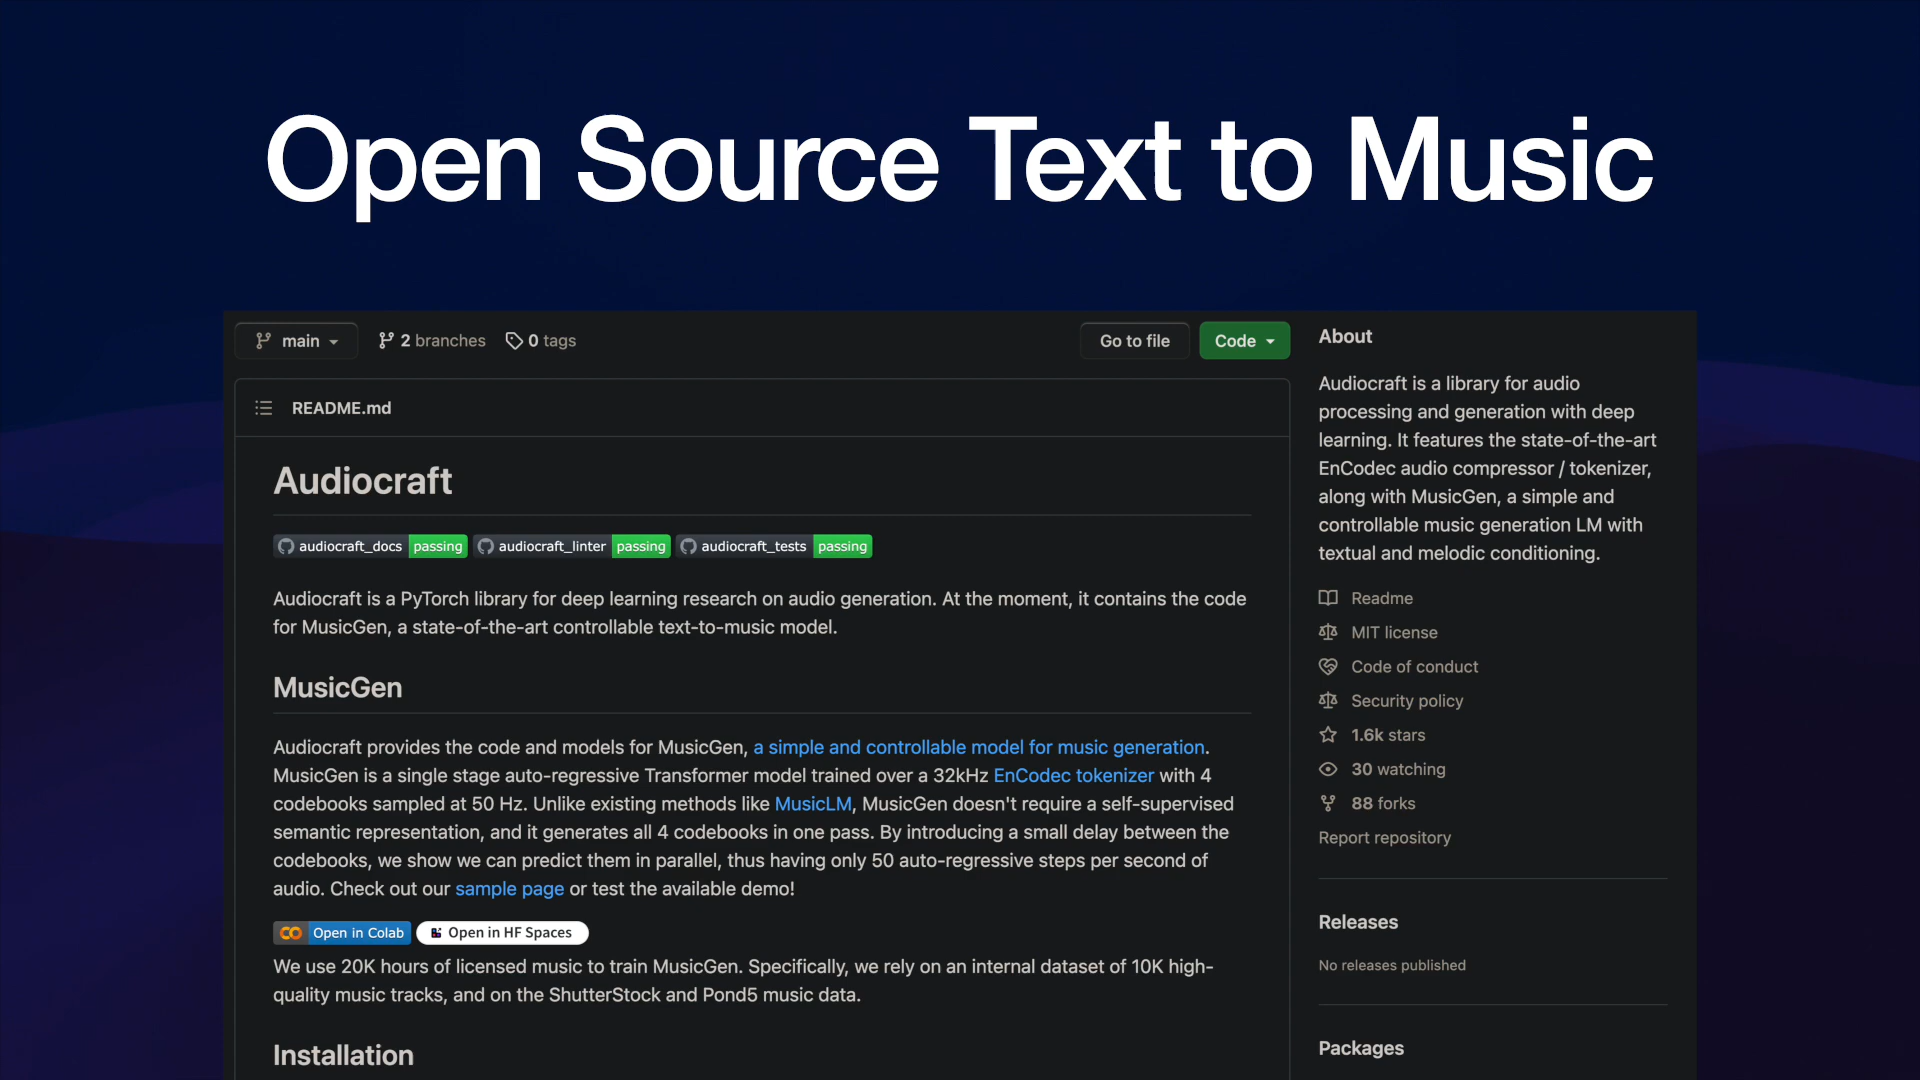 Open Source Text to Music
main
2 branches
0 tags
Go to file
Code
README.md
Audiocraft
audiocraft_docs passing audiocraft_linter passing audiocraft_tests passing
Audiocraft is a PyTorch library for deep learning research on audio generation. At the moment, it contains the code
for MusicGen, a state-of-the-art controllable text-to-music model.
MusicGen
Audiocraft provides the code and models for MusicGen, a simple and controllable model for music generation.
MusicGen is a single stage auto-regressive Transformer model trained over a 32kHz EnCodec tokenizer with 4
codebooks sampled at 50 Hz. Unlike existing methods like MusicLM, MusicGen doesn't require a self-supervised
semantic representation, and it generates all 4 codebooks in one pass. By introducing a small delay between the
codebooks, we show we can predict them in parallel, thus having only 50 auto-regressive steps per second of
audio. Check out our sample page or test the available demo!
Open in Colab Open in HF Spaces
We use 20K hours of licensed music to train MusicGen. Specifically, we rely on an internal dataset of 10K high-
quality music tracks, and on the ShutterStock and Pond5 music data.
Installation
About
Audiocraft is a library for audio
processing and generation with deep
learning. It features the state-of-the-art
EnCodec audio compressor / tokenizer,
along with MusicGen, a simple and
controllable music generation LM with
textual and melodic conditioning.
Readme
MIT license
Code of conduct
Security policy
1.6k stars
30 watching
88 forks
Report repository
Releases
No releases published
Packages